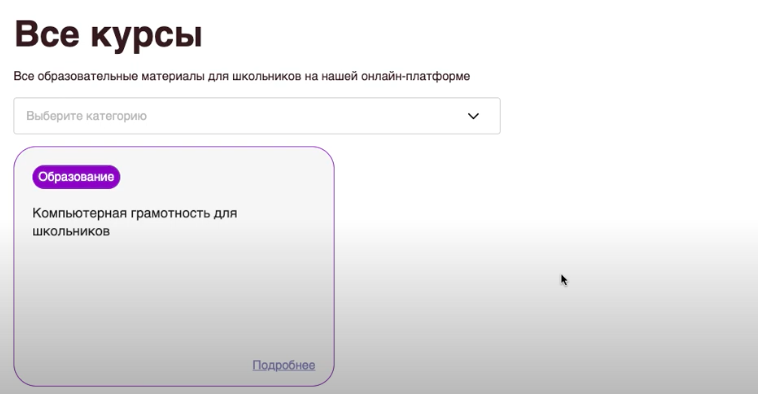 Все курсы
Все образовательные материалы для школьников на нашей онлайн-платформе
Выберите категорию
Образование
Компьютерная грамотность для
школьников
Подробнее